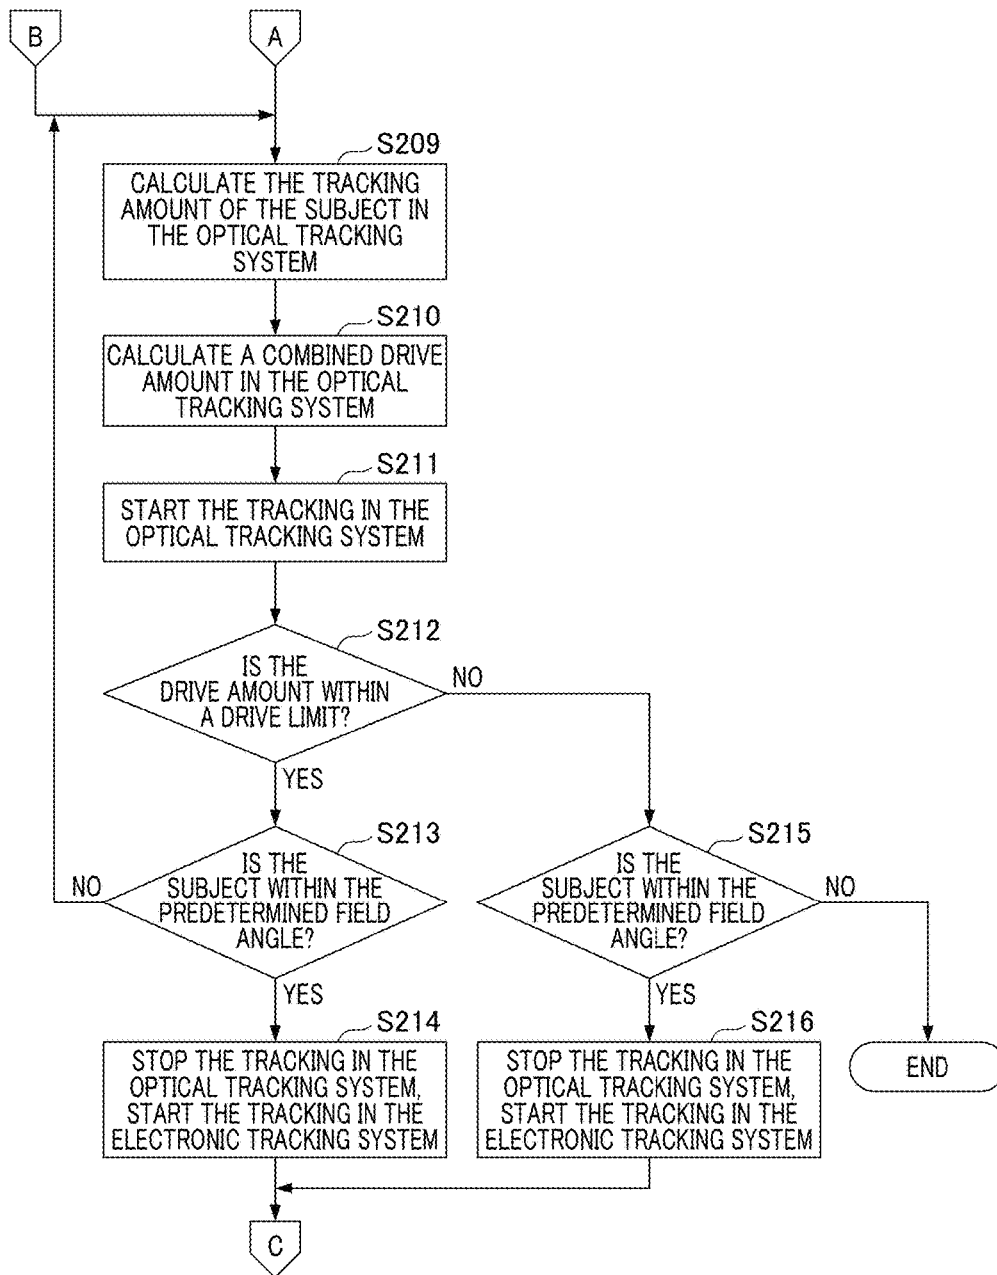 B
A
S209
CALCULATE THE TRACKING
AMOUNT OF THE SUBJECT IN
THE OPTICAL TRACKING
SYSTEM
S210
CALCULATE A COMBINED DRIVE
AMOUNT IN THE OPTICAL
TRACKING SYSTEM
S211
START THE TRACKING IN THE
OPTICAL TRACKING SYSTEM
S212
IS THE
DRIVE AMOUNT WITHIN
A DRIVE LIMIT?
NO
YES
S213
IS THE
SUBJECT WITHIN THE
PREDETERMINED FIELD
ANGLE?
NO
YES
S215
IS THE
SUBJECT WITHIN THE
PREDETERMINED FIELD
ANGLE?
NO
YES
S214
STOP THE TRACKING IN THE
OPTICAL TRACKING SYSTEM,
START THE TRACKING IN THE
ELECTRONIC TRACKING SYSTEM
S216
STOP THE TRACKING IN THE
OPTICAL TRACKING SYSTEM,
START THE TRACKING IN THE
ELECTRONIC TRACKING SYSTEM
END
C